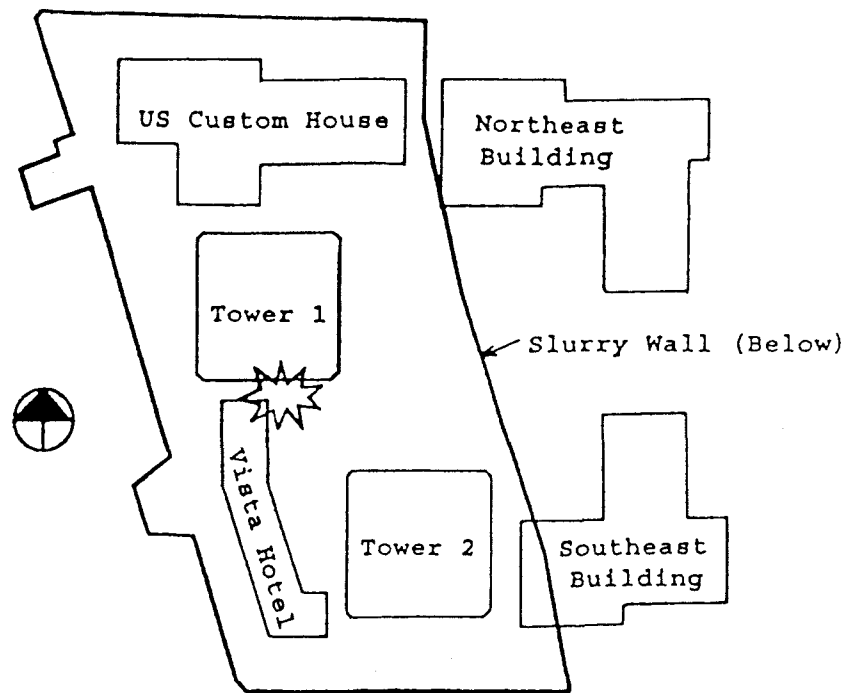 US Custom House
Northeast
Building
Tower 1
Slurry Wall (Below)
Vista Hotel
Tower 2
Southeast
Building